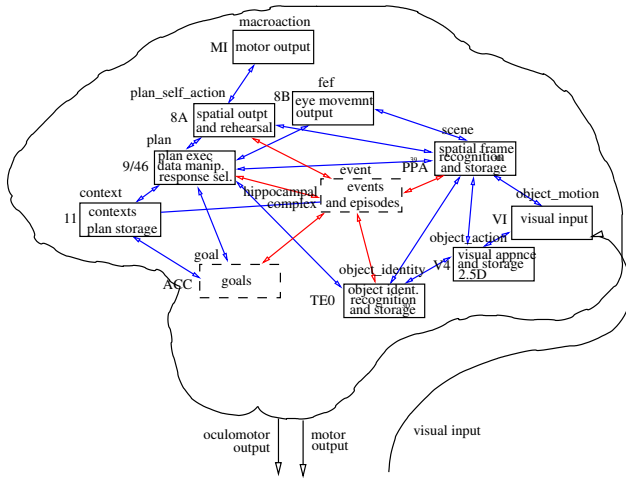 macroaction
MI
motor output
plan_self_action
8A
spatial outpt
and rehearsal
fef
8B
eye movemnt
output
scene
39
PPA
spatial frame
recognition
and storage
plan
9/46
plan exec
data manip.
response sel.
event
hippocampal
complex
events
and episodes
context
11
contexts
plan storage
object_motion
VI
visual input
object_action
V4
visual appnce
and storage
2.5D
goal
ACC
goals
object_identity
TE0
object ident.
recognition
and storage
oculomotor
output
motor
output
visual input